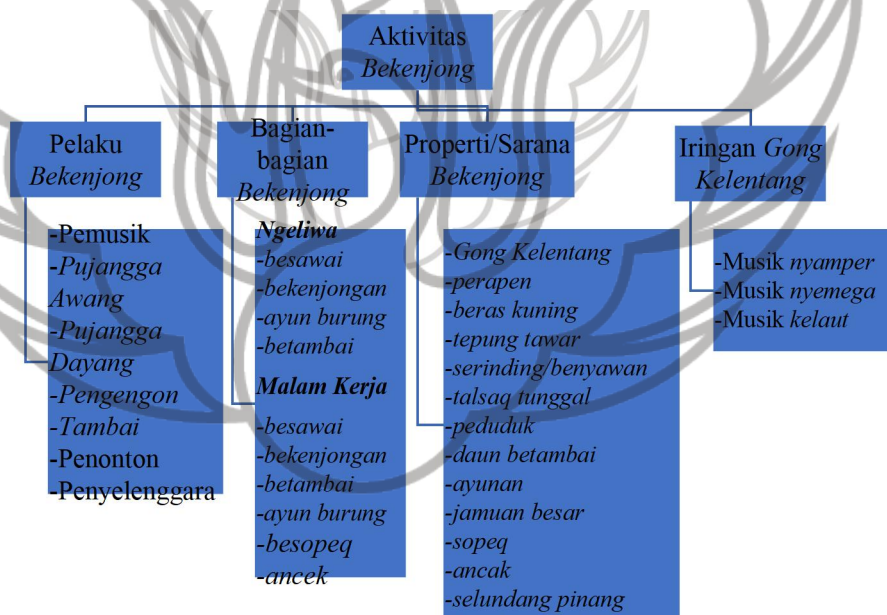 Aktivitas
Bekenjong
Pelaku
Bekenjong
-Pemusik
-Pujangga
Awang
-Pujangga
Dayang
-Pengengon
-Tambai
-Penonton
-Penyelenggara
Bagian-
bagian
Bekenjong
Ngeliwa
-besawai
-bekenjongan
-ayun burung
-betambai
Malam Kerja
-besawai
-bekenjongan
-betambai
-ayun burung
-besopeq
-ancek
Properti/Sarana
Bekenjong
-Gong Kelentang
-perapen
-beras kuning
-tepung tawar
-serinding/benyawan
-talsaq tunggal
-peduduk
-daun betambai
-ayunan
-jamuan besar
-sopeq
-ancak
-selundang pinang
Iringan Gong
Kelentang
-Musik nyamper
-Musik nyemega
-Musik kelaut